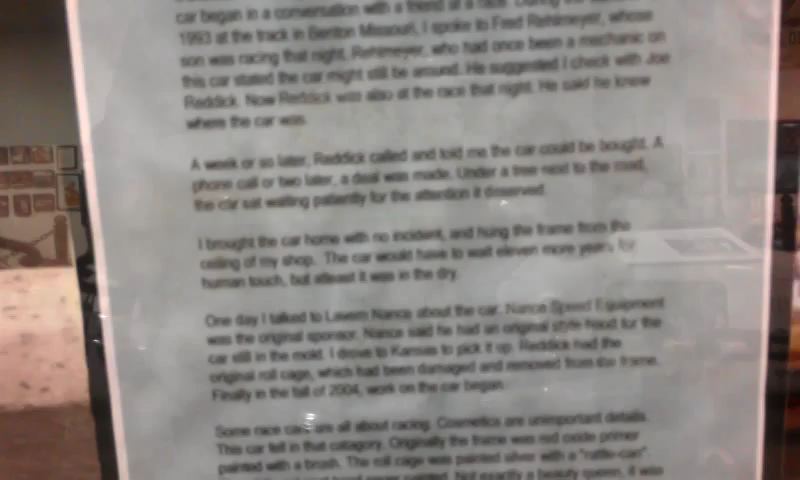 car began in a conversation with a friend at a race. During the
1993 at the track in Benton Missouri, I spoke to Fred Rehlmeyer, whose
son was racing that night. Rehlmeyer, who had once been a mechanic on
this car stated the car might still be around. He suggested I check with Joe
Reddick. Now Reddick was also at the race that night. He said he knew
where the car was.
A week or so later, Reddick called and told me the car could be bought. A
phone call or two later, a deal was made. Under a tree next to the road,
the car sat waiting patiently for the attention it deserved.
I brought the car home with no incident, and hung the frame from the
ceiling of my shop. The car would have to wait eleven more years for
human touch, but atleast it was in the dry.
One day I talked to Lavern Nance about the car. Nance Speed Equipment
was the original sponsor. Nance said he had an original style hood for the
car still in the mold. I drove to Kansas to pick it up. Reddick had the
original roll cage, which had been damaged and removed from the frame.
Finally in the fall of 2004, work on the car began.
Some race cars are all about racing. Cosmetics are unimportant details.
This car fell in that catagory. Originally the frame was red oxide primer
painted with a brush. The roll cage was painted silver with a "rattle-can".
Not exactly a beauty queen, it was